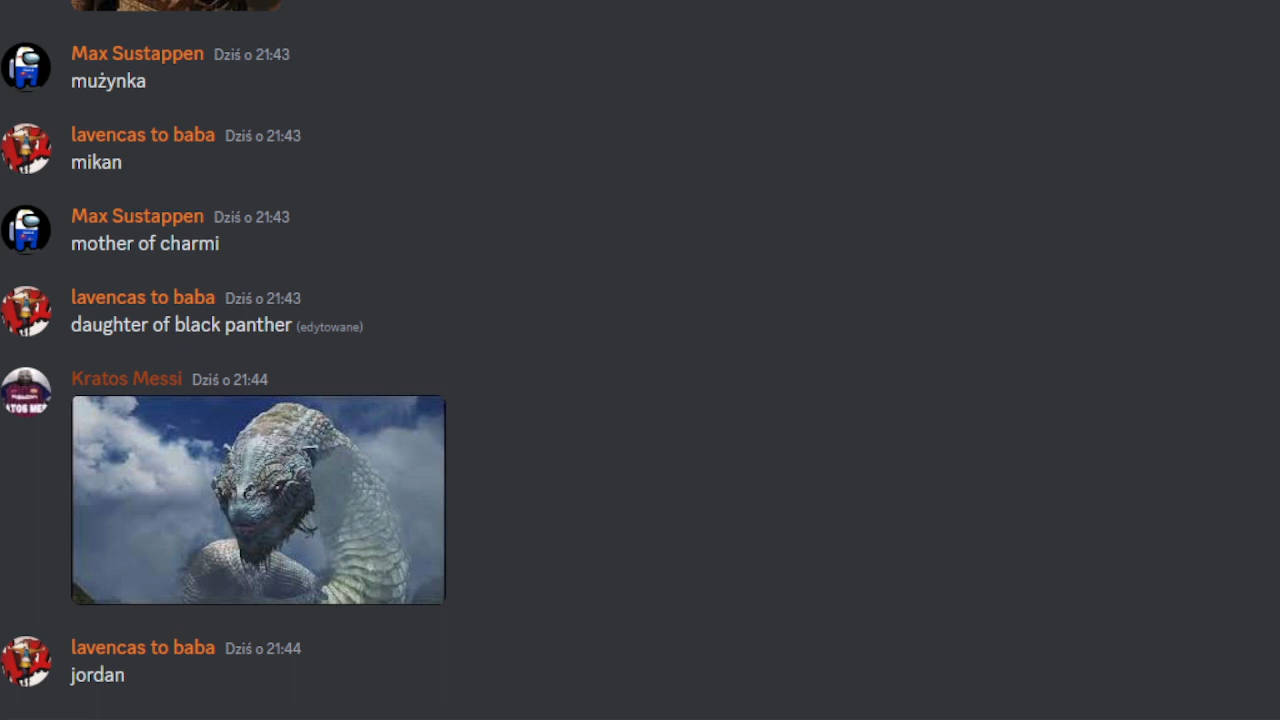 Max Sustappen Dziś o 21:43
mużynka
lavencas to baba Dziś o 21:43
mikan
Max Sustappen Dziś o 21:43
mother of charmi
lavencas to baba Dziś o 21:43
daughter of black panther (edytowane)
Kratos Messi Dziś o 21:44
lavencas to baba Dziś o 21:44
jordan